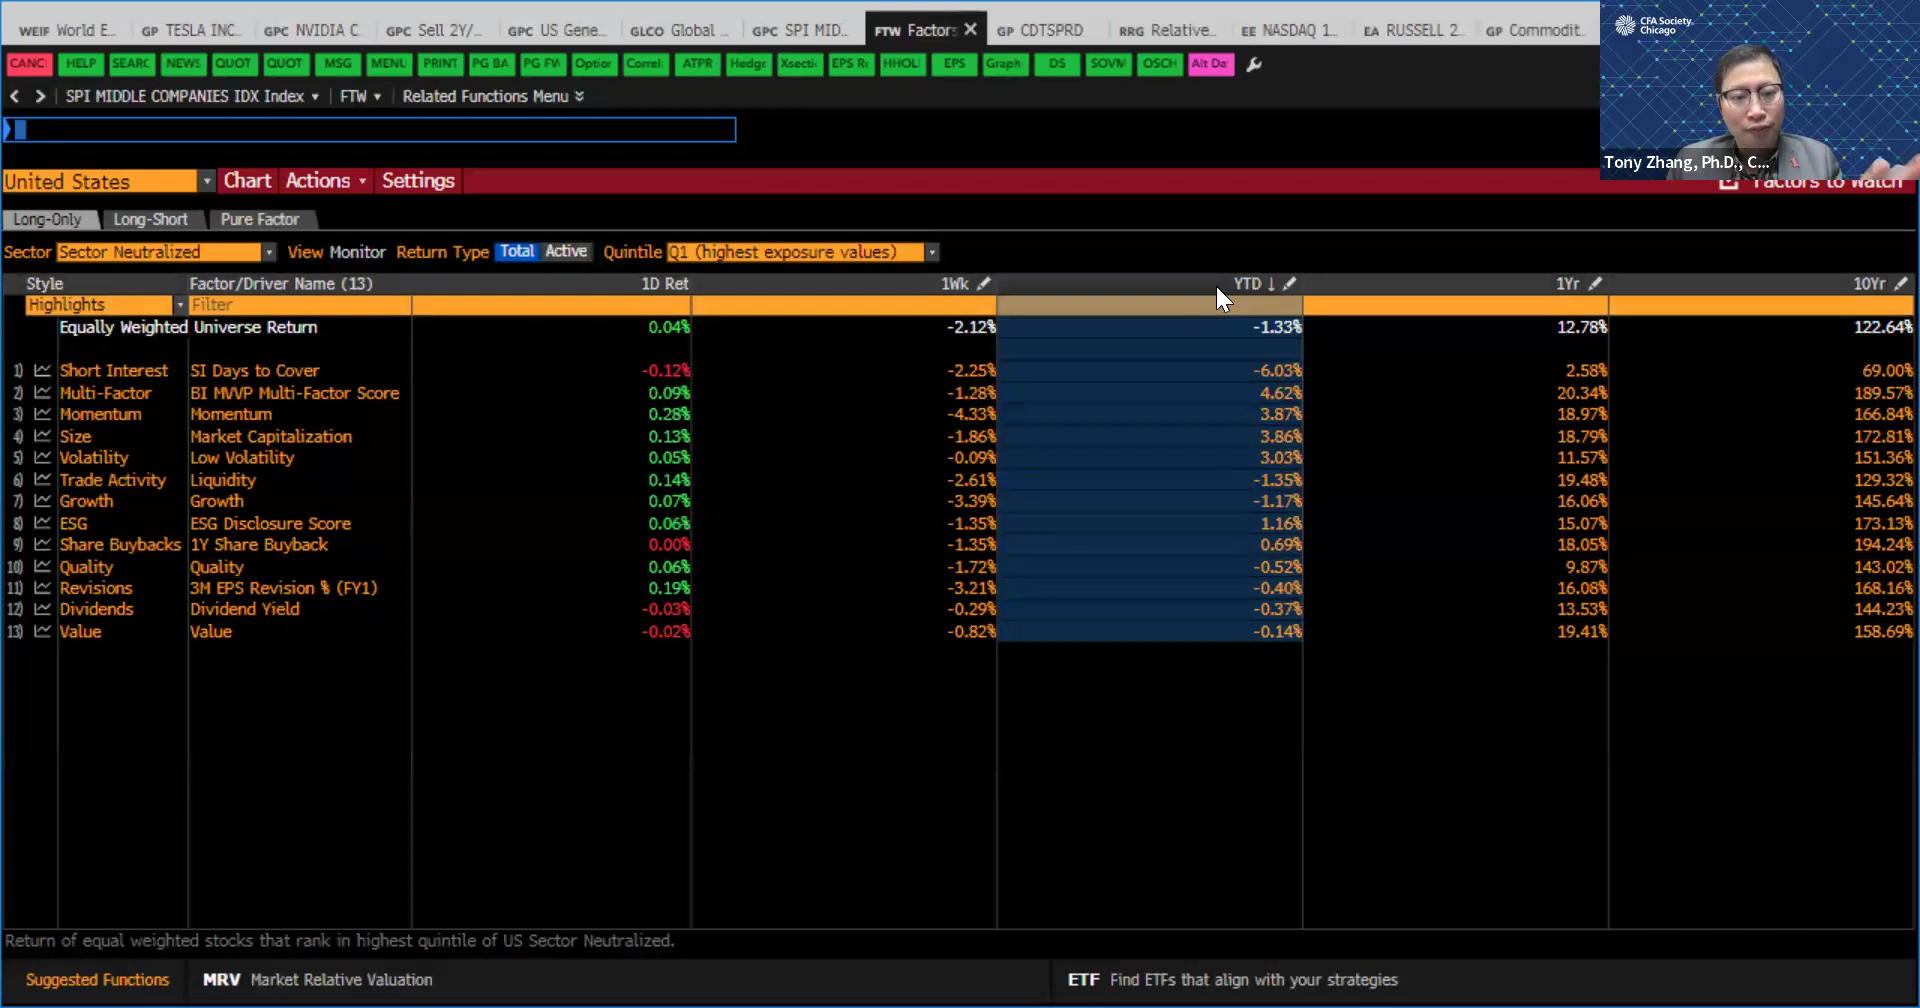 WEIF World E... GP TESLA INC... GPC NVIDIA C... GPC Sell 2Y/... GPC US Gene... GLCO Global ... GPC SPI MID... FTW Factors GP CDTSPRD RRG Relative... EE NASDAQ 1... EA RUSSELL 2... GP Commodit...
CFA Society
Chicago
CANC HELP SEARC NEWS QUOT QUOT MSG MENU PRINT PG BA PG FW Option Correl: ATPR Hedge Xsectio EPS Re HHOLI EPS Graph DS SOVM OSCH Alt Da
SPI MIDDLE COMPANIES IDX Index FTW Related Functions Menu
Tony Zhang, Ph.D., C...
United States Chart Actions Settings Factors to Watch
Long-Only Long-Short Pure Factor
Sector Sector Neutralized View Monitor Return Type Total Active Quintile Q1 (highest exposure values)
Style Factor/Driver Name (13) 1D Ret 1Wk YTD ↓ 1Yr 10Yr
Highlights Filter
Equally Weighted Universe Return 0.04% -2.12% -1.33% 12.78% 122.64%
1) Short Interest SI Days to Cover -0.12% -2.25% -6.03% 2.58% 69.00%
2) Multi-Factor BI MVVP Multi-Factor Score 0.09% -1.28% 4.62% 20.34% 189.57%
3) Momentum Momentum 0.28% -4.33% 3.87% 18.97% 166.84%
4) Size Market Capitalization 0.13% -1.86% 3.86% 18.79% 172.81%
5) Volatility Low Volatility 0.05% -0.09% 3.03% 11.57% 151.36%
6) Trade Activity Liquidity 0.14% -2.61% -1.35% 19.48% 129.32%
7) Growth Growth 0.07% -3.39% -1.17% 16.06% 145.64%
8) ESG ESG Disclosure Score 0.06% -1.35% 1.16% 15.07% 173.13%
9) Share Buybacks 1Y Share Buyback 0.00% -1.35% 0.69% 18.05% 194.24%
10) Quality Quality 0.06% -1.72% -0.52% 9.87% 143.02%
11) Revisions 3M EPS Revision % (FY1) 0.19% -3.21% -0.40% 16.08% 168.16%
12) Dividends Dividend Yield -0.03% -0.29% -0.37% 13.53% 144.23%
13) Value Value -0.02% -0.82% -0.14% 19.41% 158.69%
Return of equal weighted stocks that rank in highest quintile of US Sector Neutralized.
Suggested Functions MRV Market Relative Valuation ETF Find ETFs that align with your strategies